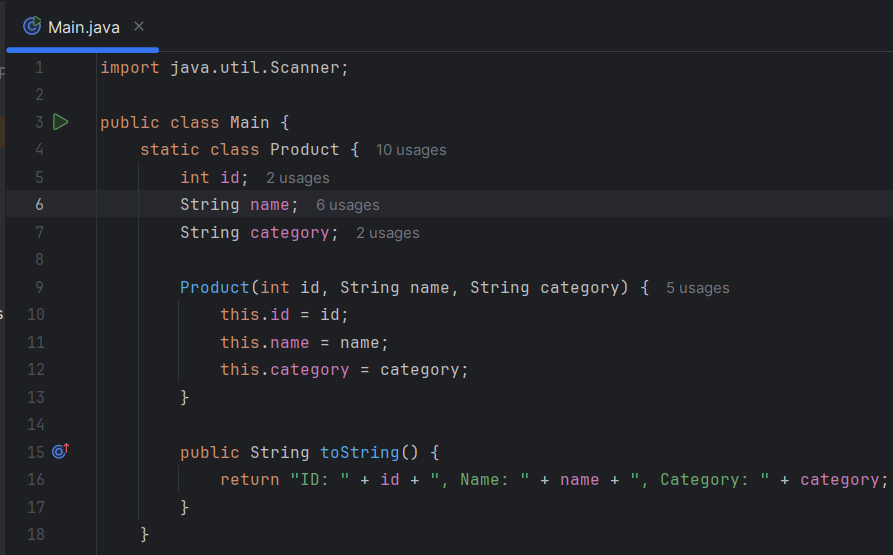 Main.java
1 import java.util.Scanner;
2
3 public class Main {
4 static class Product { 10 usages
5 int id; 2 usages
6 String name; 6 usages
7 String category; 2 usages
8
9 Product(int id, String name, String category) { 5 usages
10 this.id = id;
11 this.name = name;
12 this.category = category;
13 }
14
15 public String toString() {
16 return "ID: " + id + ", Name: " + name + ", Category: " + category;
17 }
18 }